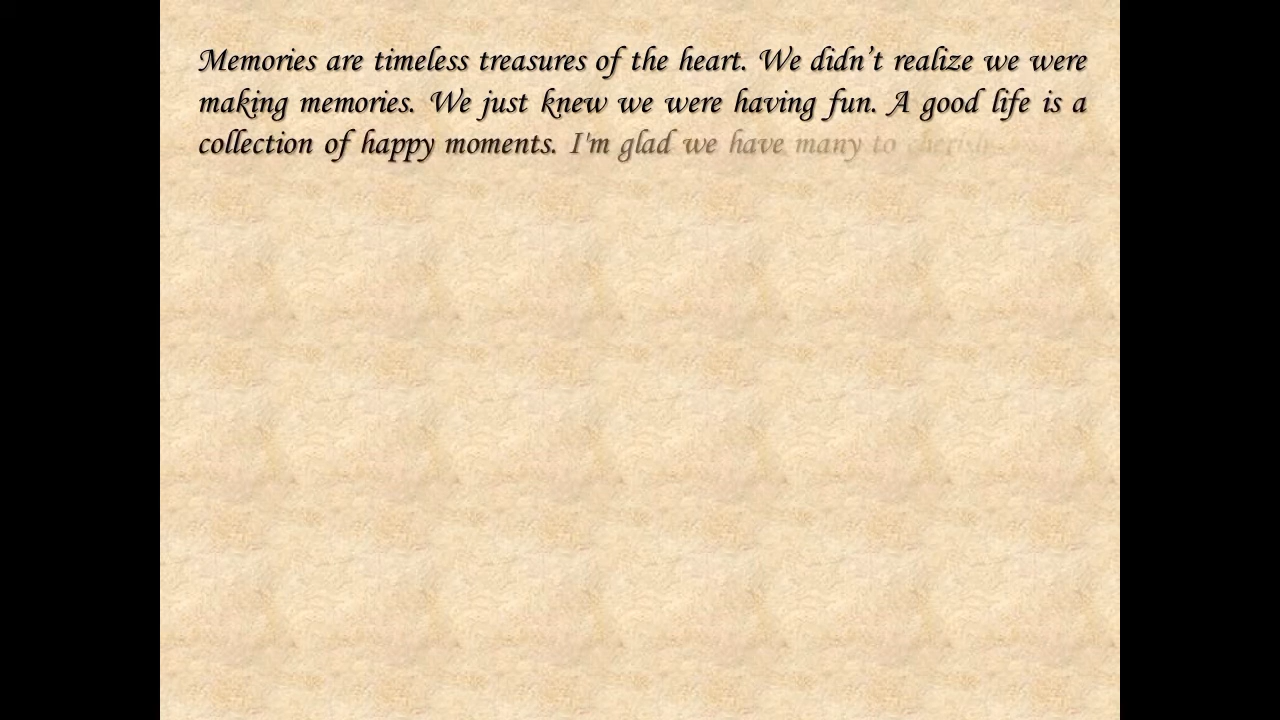 Memories are timeless treasures of the heart. We didn’t realize we were
making memories. We just knew we were having fun. A good life is a
collection of happy moments. I'm glad we have many to cherish